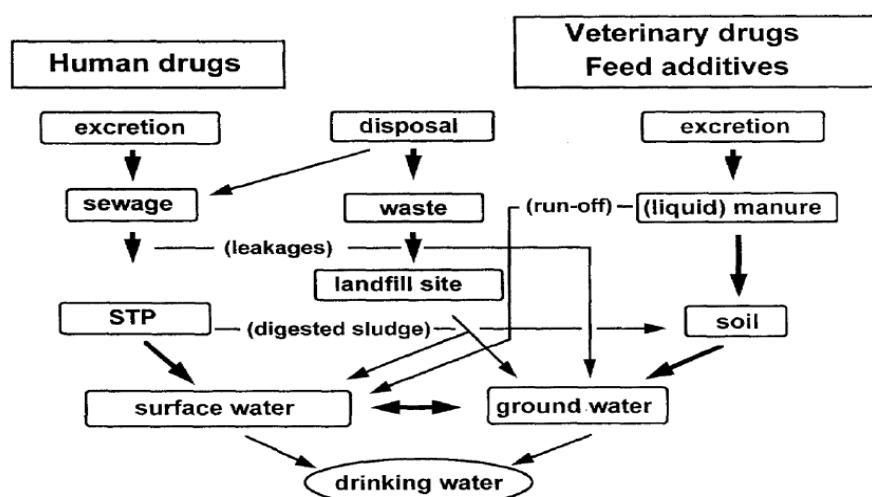 Human drugs
Veterinary drugs
Feed additives
excretion
disposal
excretion
sewage
waste
(run-off)
(liquid) manure
(leakages)
landfill site
STP
(digested sludge)
soil
surface water
ground water
drinking water